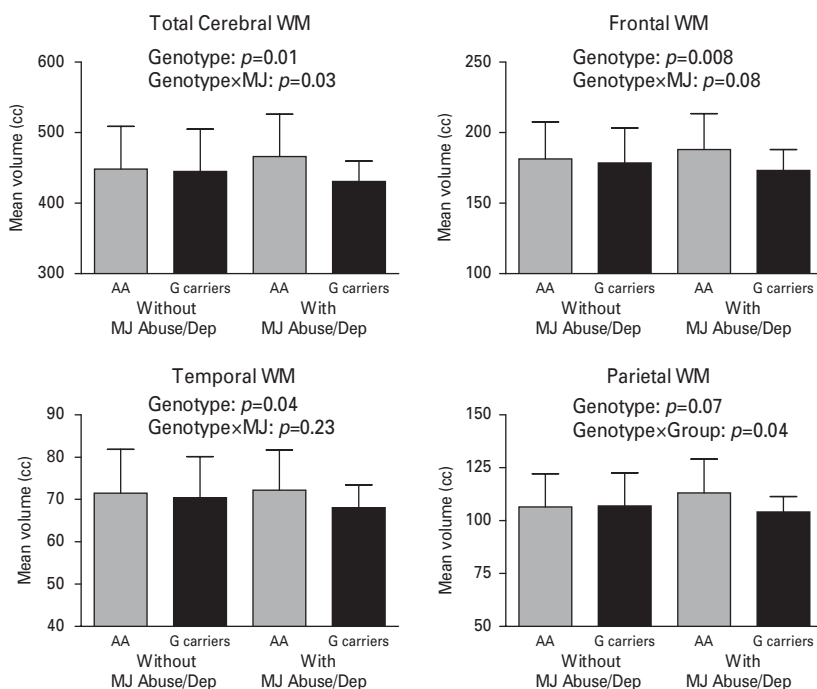 Total Cerebral WM
Genotype: p=0.01
Genotype×MJ: p=0.03
Mean volume (cc)
600
500
400
300
AA
G carriers
AA
G carriers
Without
MJ Abuse/Dep
With
MJ Abuse/Dep
Frontal WM
Genotype: p=0.008
Genotype×MJ: p=0.08
Mean volume (cc)
250
200
150
100
AA
G carriers
AA
G carriers
Without
MJ Abuse/Dep
With
MJ Abuse/Dep
Temporal WM
Genotype: p=0.04
Genotype×MJ: p=0.23
Mean volume (cc)
90
80
70
60
50
40
AA
G carriers
AA
G carriers
Without
MJ Abuse/Dep
With
MJ Abuse/Dep
Parietal WM
Genotype: p=0.07
Genotype×Group: p=0.04
Mean volume (cc)
150
125
100
75
50
AA
G carriers
AA
G carriers
Without
MJ Abuse/Dep
With
MJ Abuse/Dep